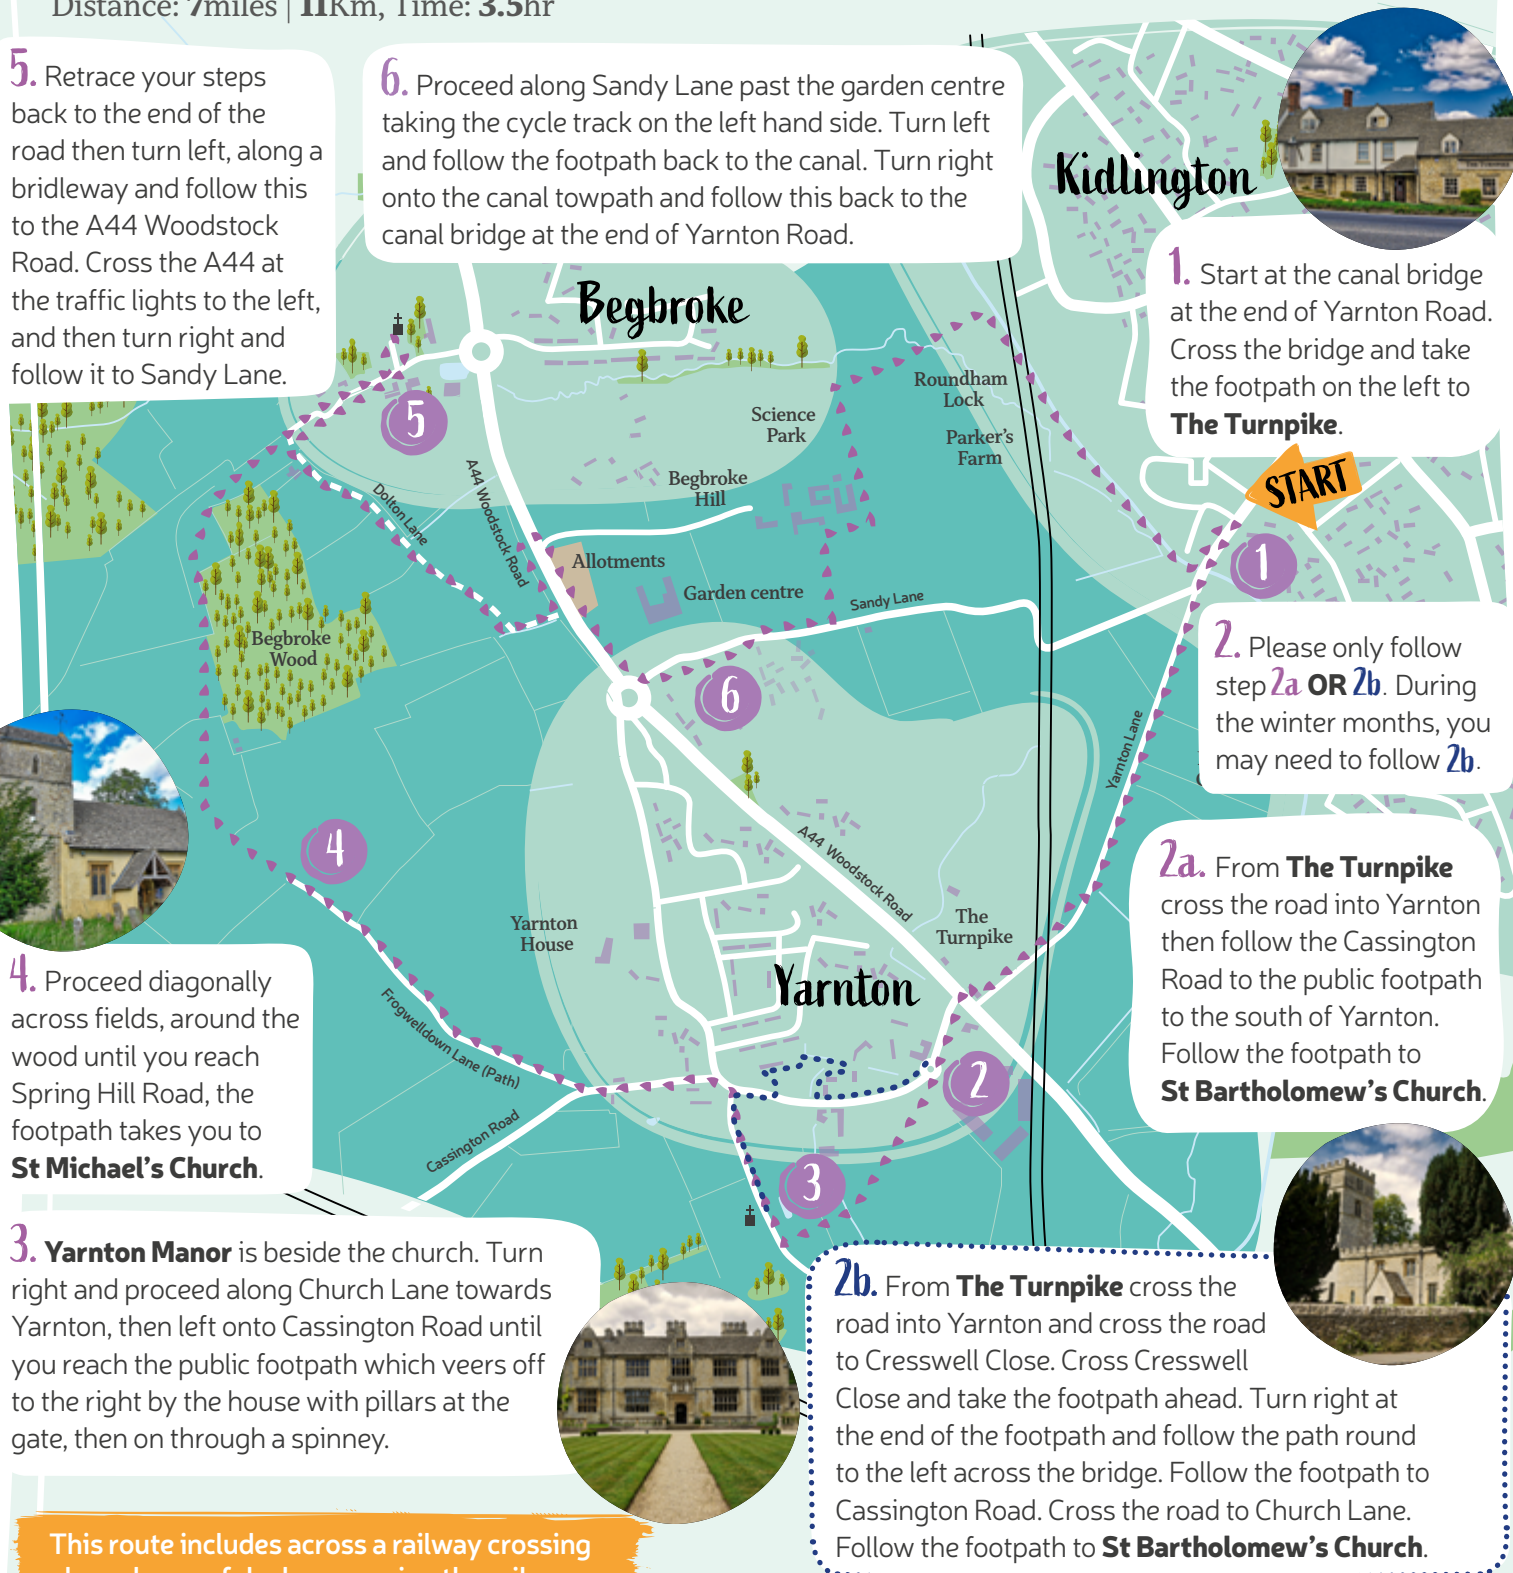 Distance: 7miles | 11Km, Time: 3.5hr
5. Retrace your steps
back to the end of the
road then turn left, along a
bridleway and follow this
to the A44 Woodstock
Road. Cross the A44 at
the traffic lights to the left,
and then turn right and
follow it to Sandy Lane.
6. Proceed along Sandy Lane past the garden centre
taking the cycle track on the left hand side. Turn left
and follow the footpath back to the canal. Turn right
onto the canal towpath and follow this back to the
canal bridge at the end of Yarnton Road.
Kidlington
1. Start at the canal bridge
at the end of Yarnton Road.
Cross the bridge and take
the footpath on the left to
The Turnpike.
START
1
Begbroke
5
Roundham
Lock
Science
Park
Parker's
Farm
Begbroke
Hill
Dolton Lane
A44 Woodstock Road
Allotments
Garden centre
Sandy Lane
Begbroke
Wood
6
2. Please only follow
step 2a OR 2b. During
the winter months, you
may need to follow 2b.
Yarnton Lane
4
A44 Woodstock Road
Yarnton
House
The
Turnpike
Yarnton
2a. From The Turnpike
cross the road into Yarnton
then follow the Cassington
Road to the public footpath
to the south of Yarnton.
Follow the footpath to
St Bartholomew's Church.
4. Proceed diagonally
across fields, around the
wood until you reach
Spring Hill Road, the
footpath takes you to
St Michael's Church.
Frogwelldown Lane (Path)
Cassington Road
2
3
3. Yarnton Manor is beside the church. Turn
right and proceed along Church Lane towards
Yarnton, then left onto Cassington Road until
you reach the public footpath which veers off
to the right by the house with pillars at the
gate, then on through a spinney.
2b. From The Turnpike cross the
road into Yarnton and cross the road
to Cresswell Close. Cross Cresswell
Close and take the footpath ahead. Turn right at
the end of the footpath and follow the path round
to the left across the bridge. Follow the footpath to
Cassington Road. Cross the road to Church Lane.
Follow the footpath to St Bartholomew's Church.
This route includes across a railway crossing